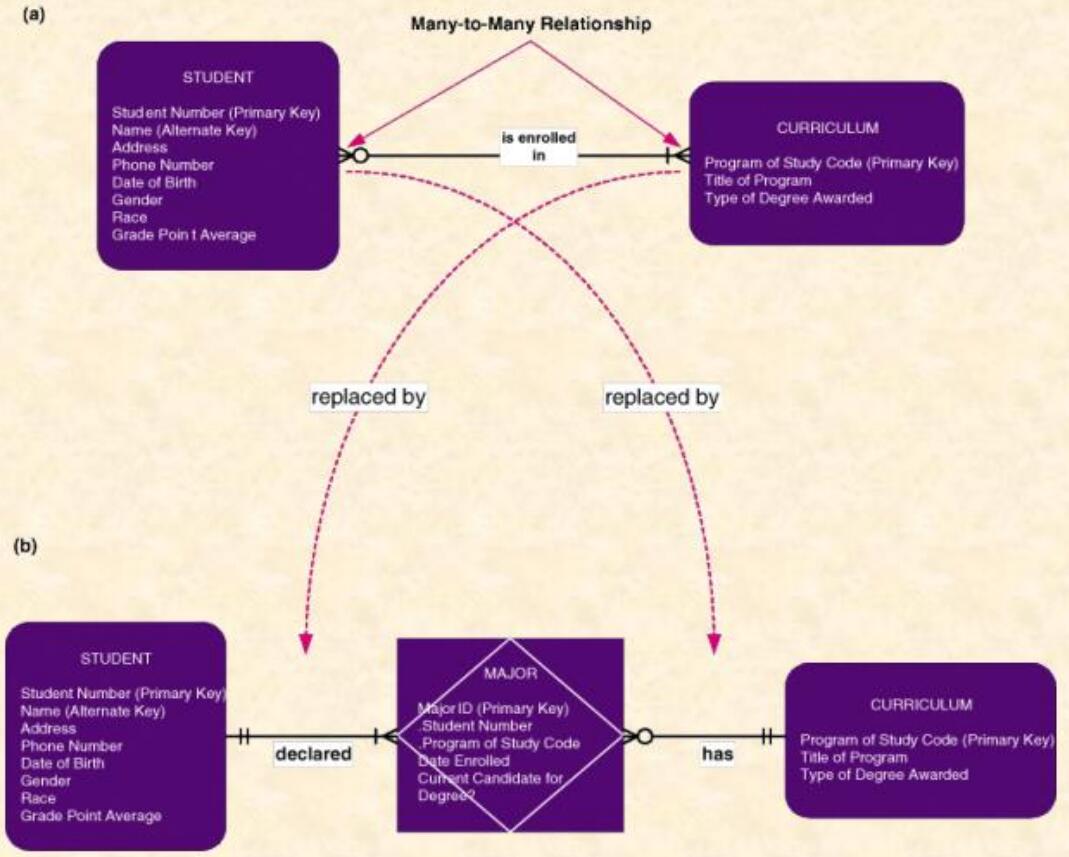 (a)
Many-to-Many Relationship
STUDENT
Student Number (Primary Key)
Name (Alternate Key)
Address
Phone Number
Date of Birth
Gender
Race
Grade Poin t Average
is enrolled
in
CURRICULUM
Program of Study Code (Primary Key)
Title of Program
Type of Degree Awarded
replaced by
replaced by
(b)
STUDENT
Student Number (Primary Key)
Name (Alternate Key)
Address
Phone Number
Date of Birth
Gender
Race
Grade Point Average
declared
MAJOR
Major ID (Primary Key)
.Student Number
.Program of Study Code
Date Enrolled
Current Candidate for
Degree?
has
CURRICULUM
Program of Study Code (Primary Key)
Title of Program
Type of Degree Awarded